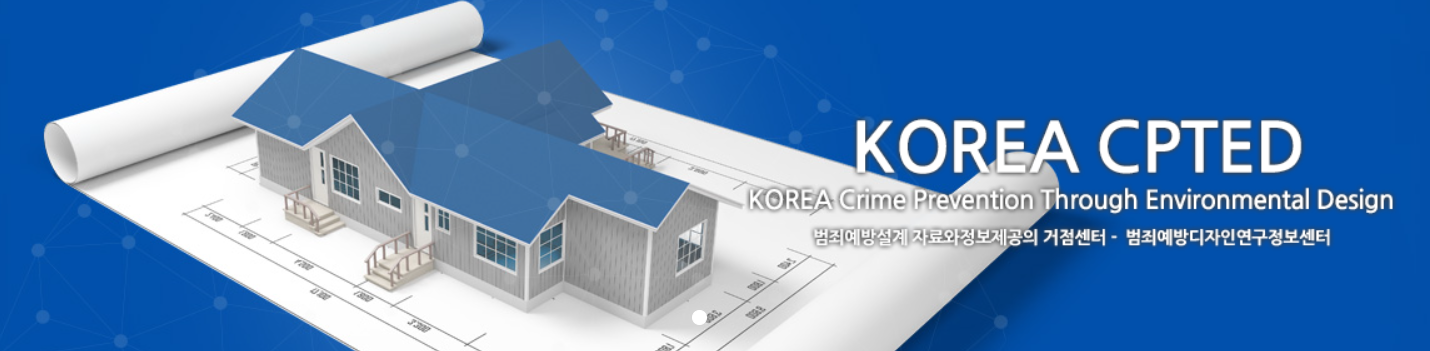 KOREA CPTED
KOREA Crime Prevention Through Environmental Design
범죄예방설계 자료와정보제공의 거점센터 - 범죄예방디자인연구정보센터